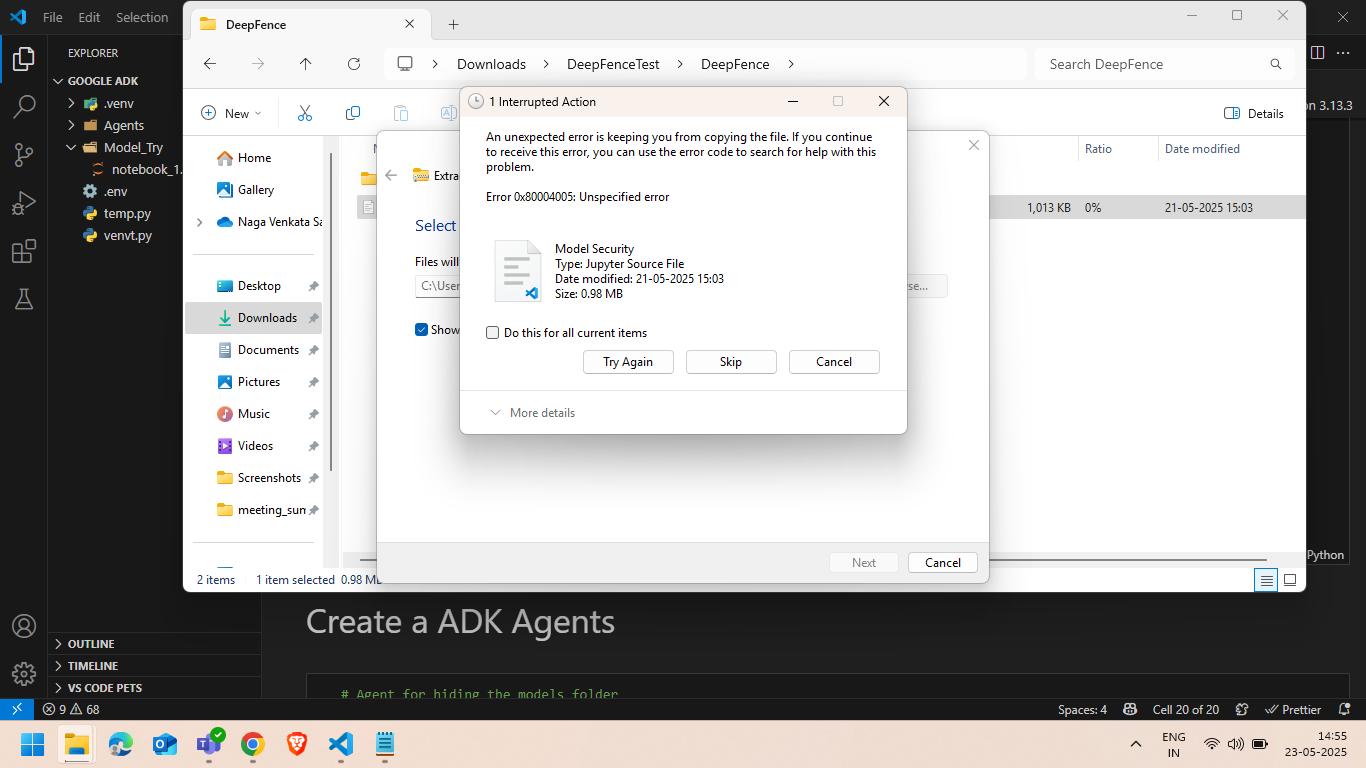 File Edit Selection
DeepFence
EXPLORER
GOOGLE ADK
.venv
Agents
Model_Try
notebook_1.
.env
temp.py
venvt.py
OUTLINE
TIMELINE
VS CODE PETS
Downloads > DeepFenceTest > DeepFence >
Search DeepFence
New
Details
on 3.13.3
Home
Gallery
Naga Venkata Sa
Desktop
Downloads
Documents
Pictures
Music
Videos
Screenshots
meeting_sum
Ratio
Date modified
1,013 KB 0% 21-05-2025 15:03
Extra
Select
Files will
C:\User
Show
Next Cancel
1 Interrupted Action
An unexpected error is keeping you from copying the file. If you continue
to receive this error, you can use the error code to search for help with this
problem.
Error 0x80004005: Unspecified error
Model Security
Type: Jupyter Source File
Date modified: 21-05-2025 15:03
Size: 0.98 MB
Do this for all current items
Try Again Skip Cancel
More details
2 items 1 item selected 0.98 MB
Python
Create a ADK Agents
# Agent for hiding the models folder
9 68
Spaces: 4 Cell 20 of 20 Prettier
ENG
IN
14:55
23-05-2025